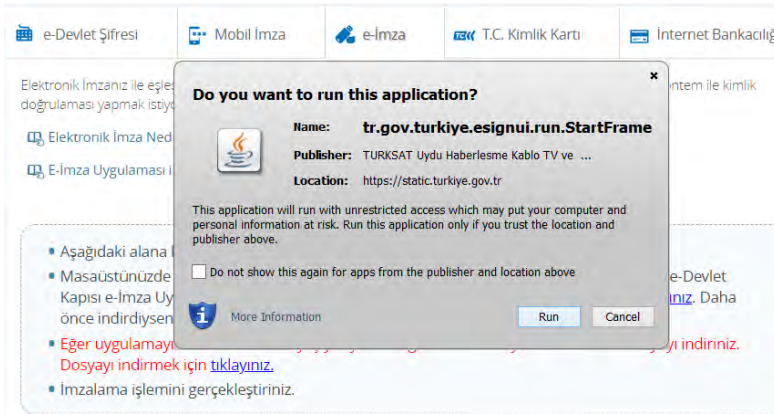 e-Devlet Şifresi
Mobil İmza
e-İmza
T.C. Kimlik Kartı
İnternet Bankacılığ
Elektronik İmzanız ile eşle
ntem ile kimlik
doğrulaması yapmak istiy
Elektronik İmza Ned
E-İmza Uygulaması i
Do you want to run this application?
Name: tr.gov.turkiye.esignui.run.StartFrame
Publisher: TURKSAT Uydu Haberlesme Kablo TV ve ...
Location: https://static.turkiye.gov.tr
This application will run with unrestricted access which may put your computer and
personal information at risk. Run this application only if you trust the location and
publisher above.
Do not show this again for apps from the publisher and location above
More Information
Run
Cancel
Aşağıdaki alana
Masaüstünüzde
e-Devlet
Kapısı e-İmza Uy
ınız. Daha
önce indirdiysen
Eğer uygulamayı
yı indiriniz.
Dosyayı indirmek için tıklayınız.
İmzalama işlemini gerçekleştiriniz.